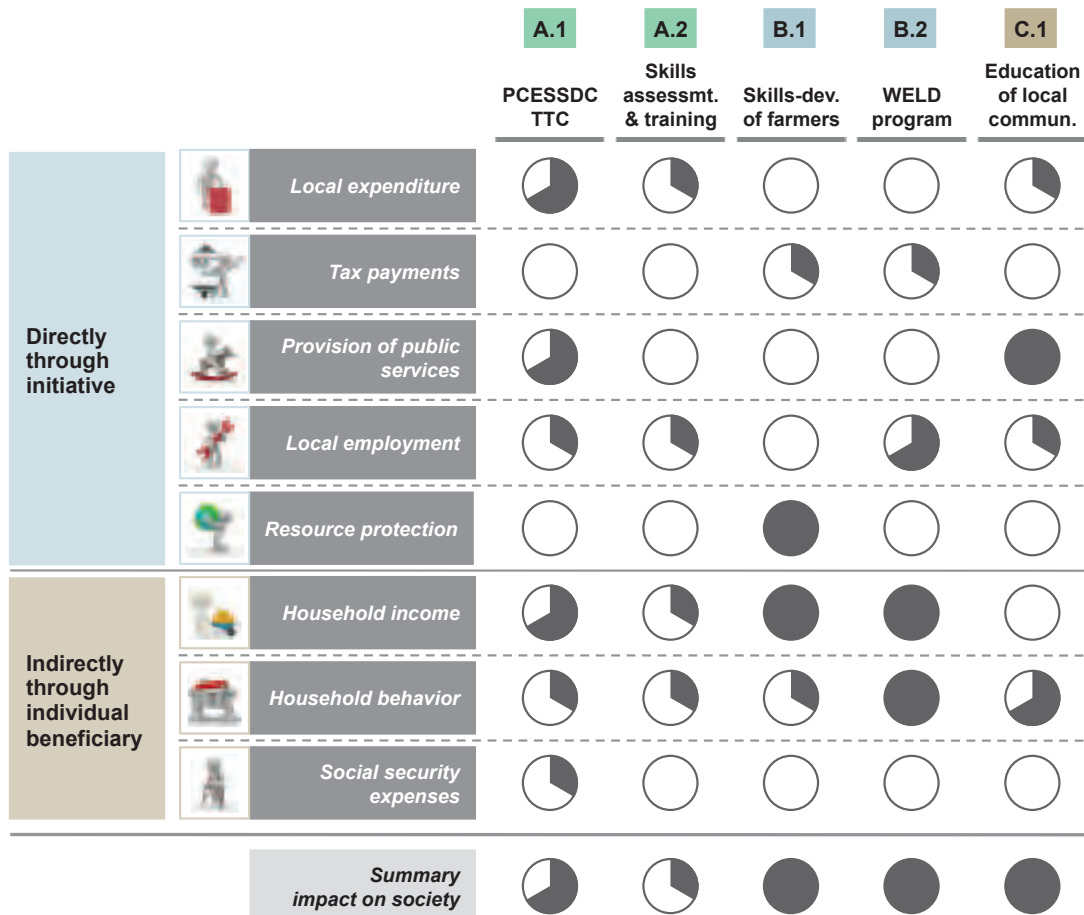 A.1
A.2
B.1
B.2
C.1
PCESSDC
TTC
Skills
assessmt.
& training
Skills-dev.
of farmers
WELD
program
Education
of local
commun.
Directly
through
initiative
Local expenditure
Tax payments
Provision of public
services
Local employment
Resource protection
Indirectly
through
individual
beneficiary
Household income
Household behavior
Social security
expenses
Summary
impact on society